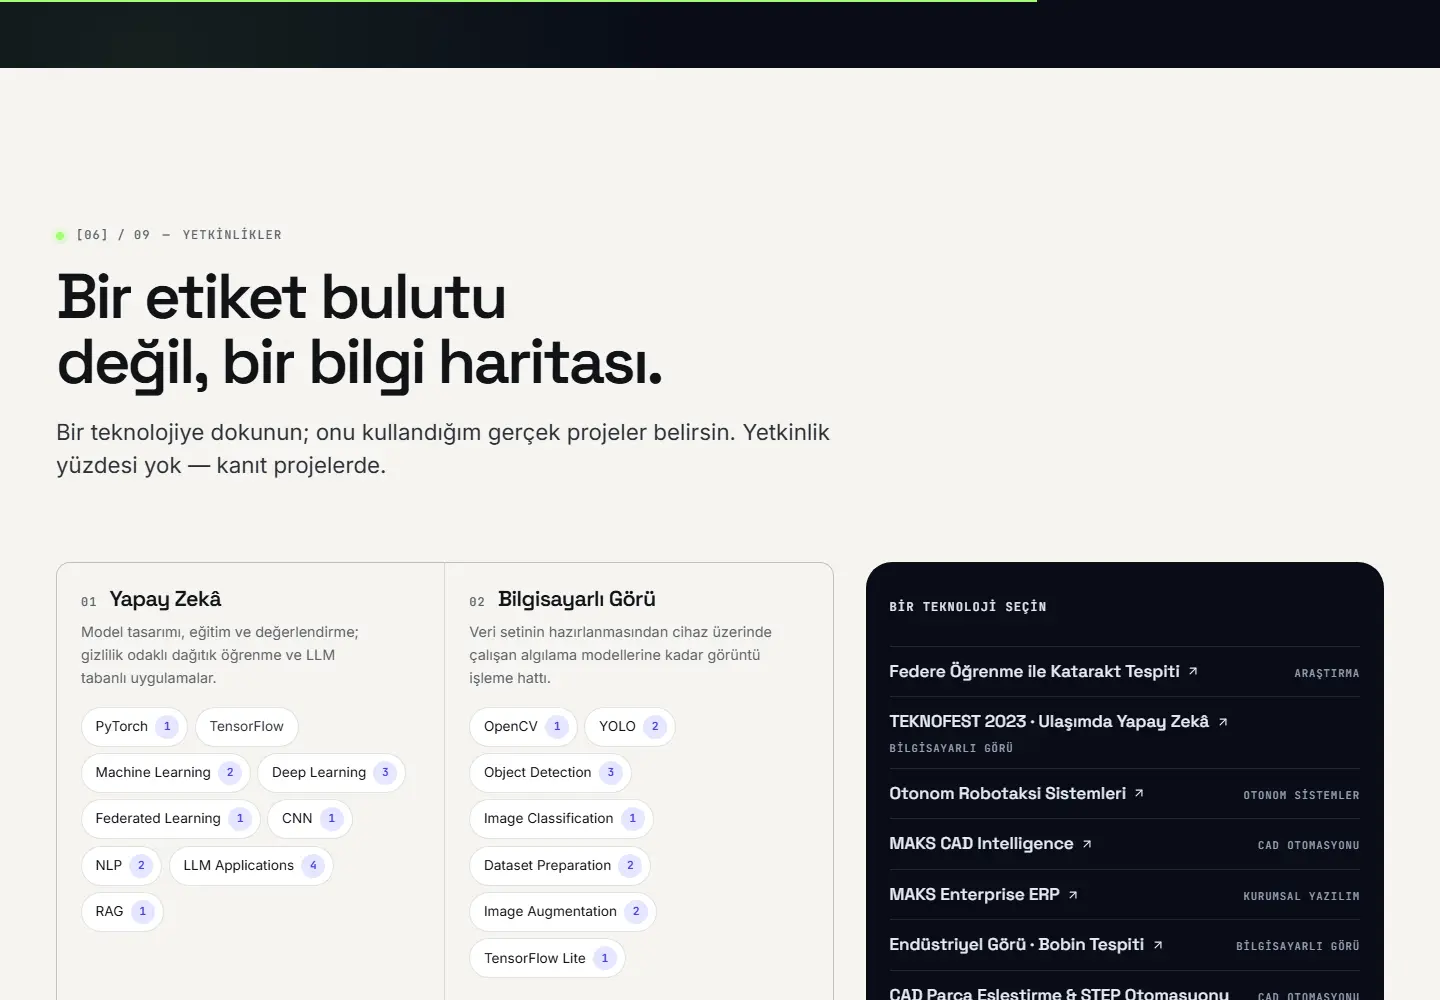 [06] / 09 — YETKİNLİKLER
Bir etiket bulutu
değil, bir bilgi haritası.
Bir teknolojiye dokunun; onu kullandığım gerçek projeler belirsin. Yetkinlik
yüzdesi yok — kanıt projelerde.
01 Yapay Zekâ
Model tasarımı, eğitim ve değerlendirme;
gizlilik odaklı dağıtık öğrenme ve LLM
tabanlı uygulamalar.
PyTorch 1 TensorFlow
Machine Learning 2 Deep Learning 3
Federated Learning 1 CNN 1
NLP 2 LLM Applications 4
RAG 1
02 Bilgisayarlı Görü
Veri setinin hazırlanmasından cihaz üzerinde
çalışan algılama modellerine kadar görüntü
işleme hattı.
OpenCV 1 YOLO 2
Object Detection 3
Image Classification 1
Dataset Preparation 2
Image Augmentation 2
TensorFlow Lite 1
BİR TEKNOLOJİ SEÇİN
Federe Öğrenme ile Katarakt Tespiti ↗ ARAŞTIRMA
TEKNOFEST 2023 · Ulaşımda Yapay Zekâ ↗
BİLGİSAYARLI GÖRÜ
Otonom Robotaksi Sistemleri ↗ OTONOM SİSTEMLER
MAKS CAD Intelligence ↗ CAD OTOMASYONU
MAKS Enterprise ERP ↗ KURUMSAL YAZILIM
Endüstriyel Görü · Bobin Tespiti ↗ BİLGİSAYARLI GÖRÜ
CAD Parça Eşleştirme & STEP Otomasyonu CAD OTOMASYONU